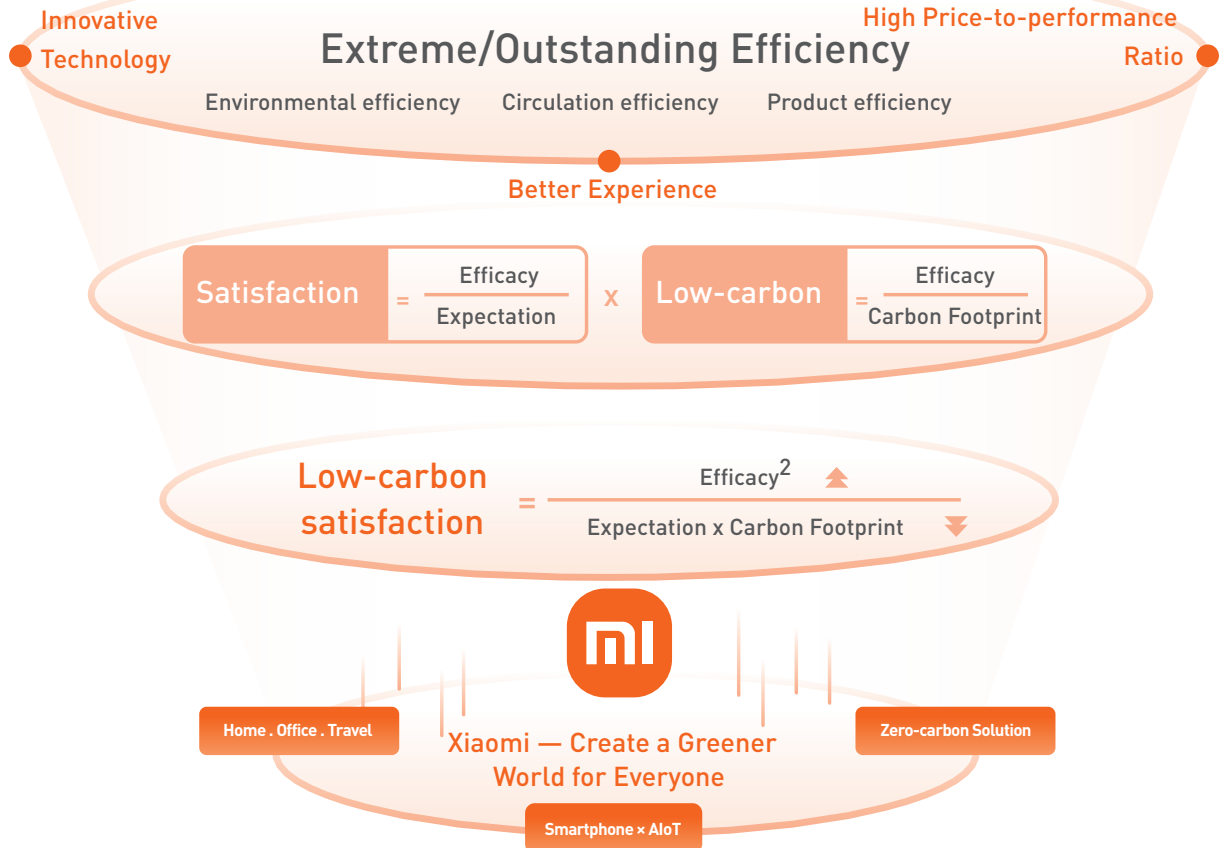 Innovative
Technology
High Price-to-performance
Ratio
Extreme/Outstanding Efficiency
Environmental efficiency Circulation efficiency Product efficiency
Better Experience
Satisfaction = Efficacy
Expectation
x
Low-carbon = Efficacy
Carbon Footprint
Low-carbon
satisfaction
=
Efficacy²
Expectation x Carbon Footprint
mi
Home . Office . Travel
Zero-carbon Solution
Xiaomi — Create a Greener
World for Everyone
Smartphone × AIoT